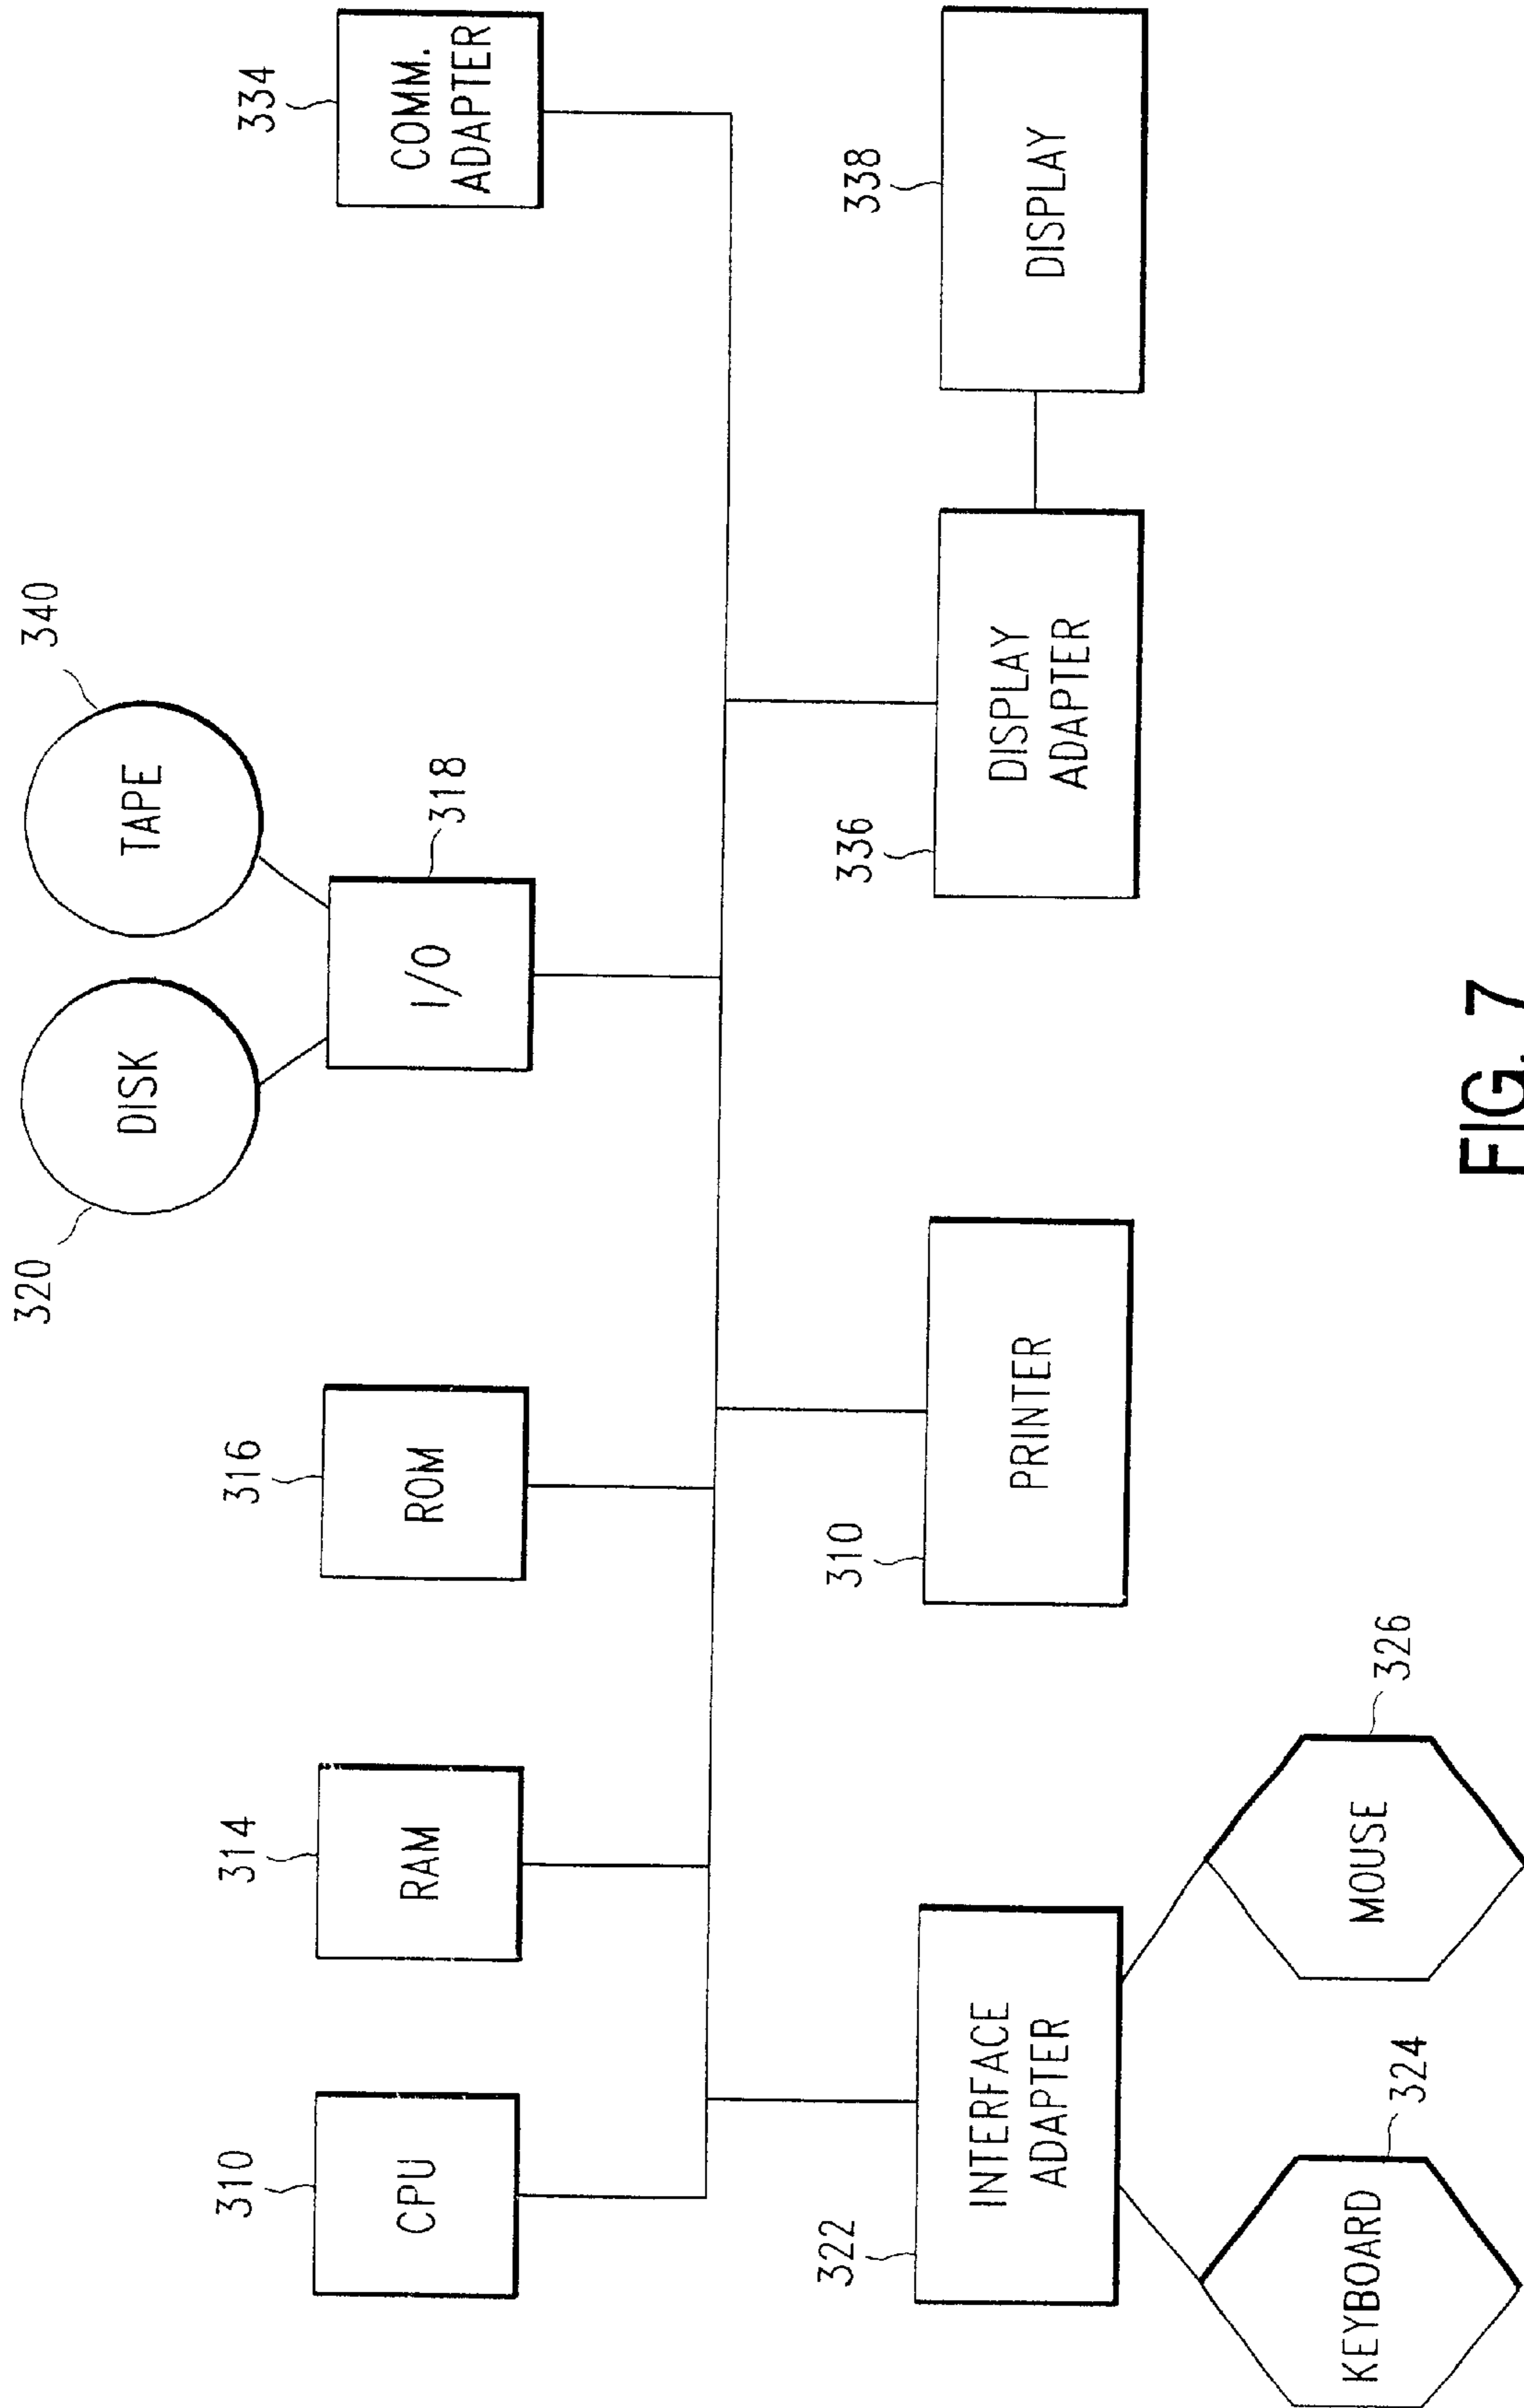 320
DISK
TAPE
340
310
CPU
314
RAM
316
ROM
I/O
318
334
COMM.
ADAPTER
322
INTERFACE
ADAPTER
310
PRINTER
336
DISPLAY
ADAPTER
338
DISPLAY
KEYBOARD
324
MOUSE
326
FIG. 7